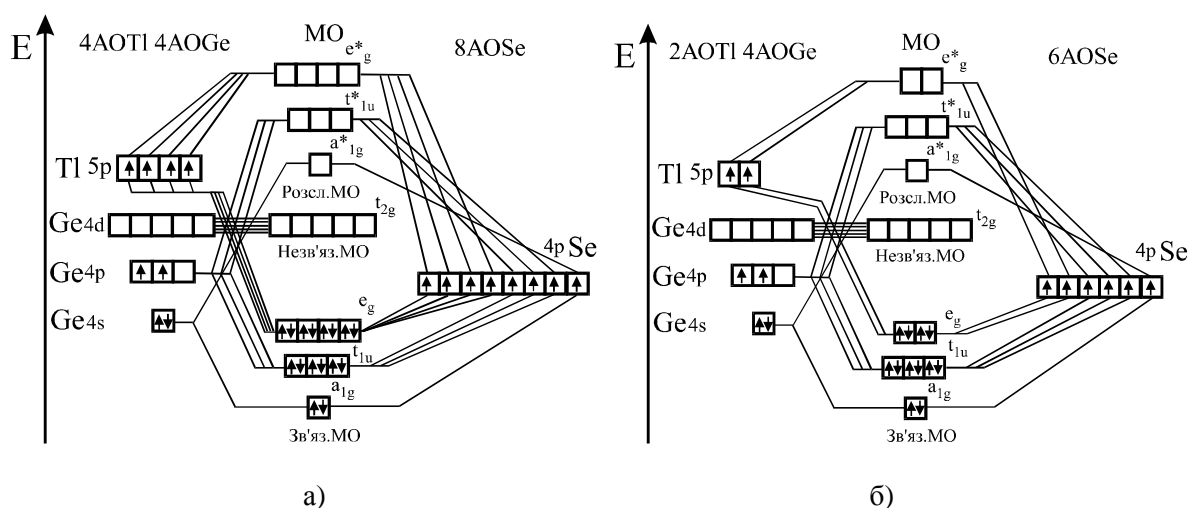 E
4AOTl 4AOGe
МО
8AOSe
e*g
t*1u
a*1g
Розсл.МО
Tl 5p
Ge4d
t2g
Незв'яз.МО
Ge4p
4p Se
Ge4s
eg
t1u
a1g
Зв'яз.МО
а)
E
2AOTl 4AOGe
МО
6AOSe
e*g
t*1u
a*1g
Розсл.МО
Tl 5p
Ge4d
t2g
Незв'яз.МО
Ge4p
4p Se
Ge4s
eg
t1u
a1g
Зв'яз.МО
б)